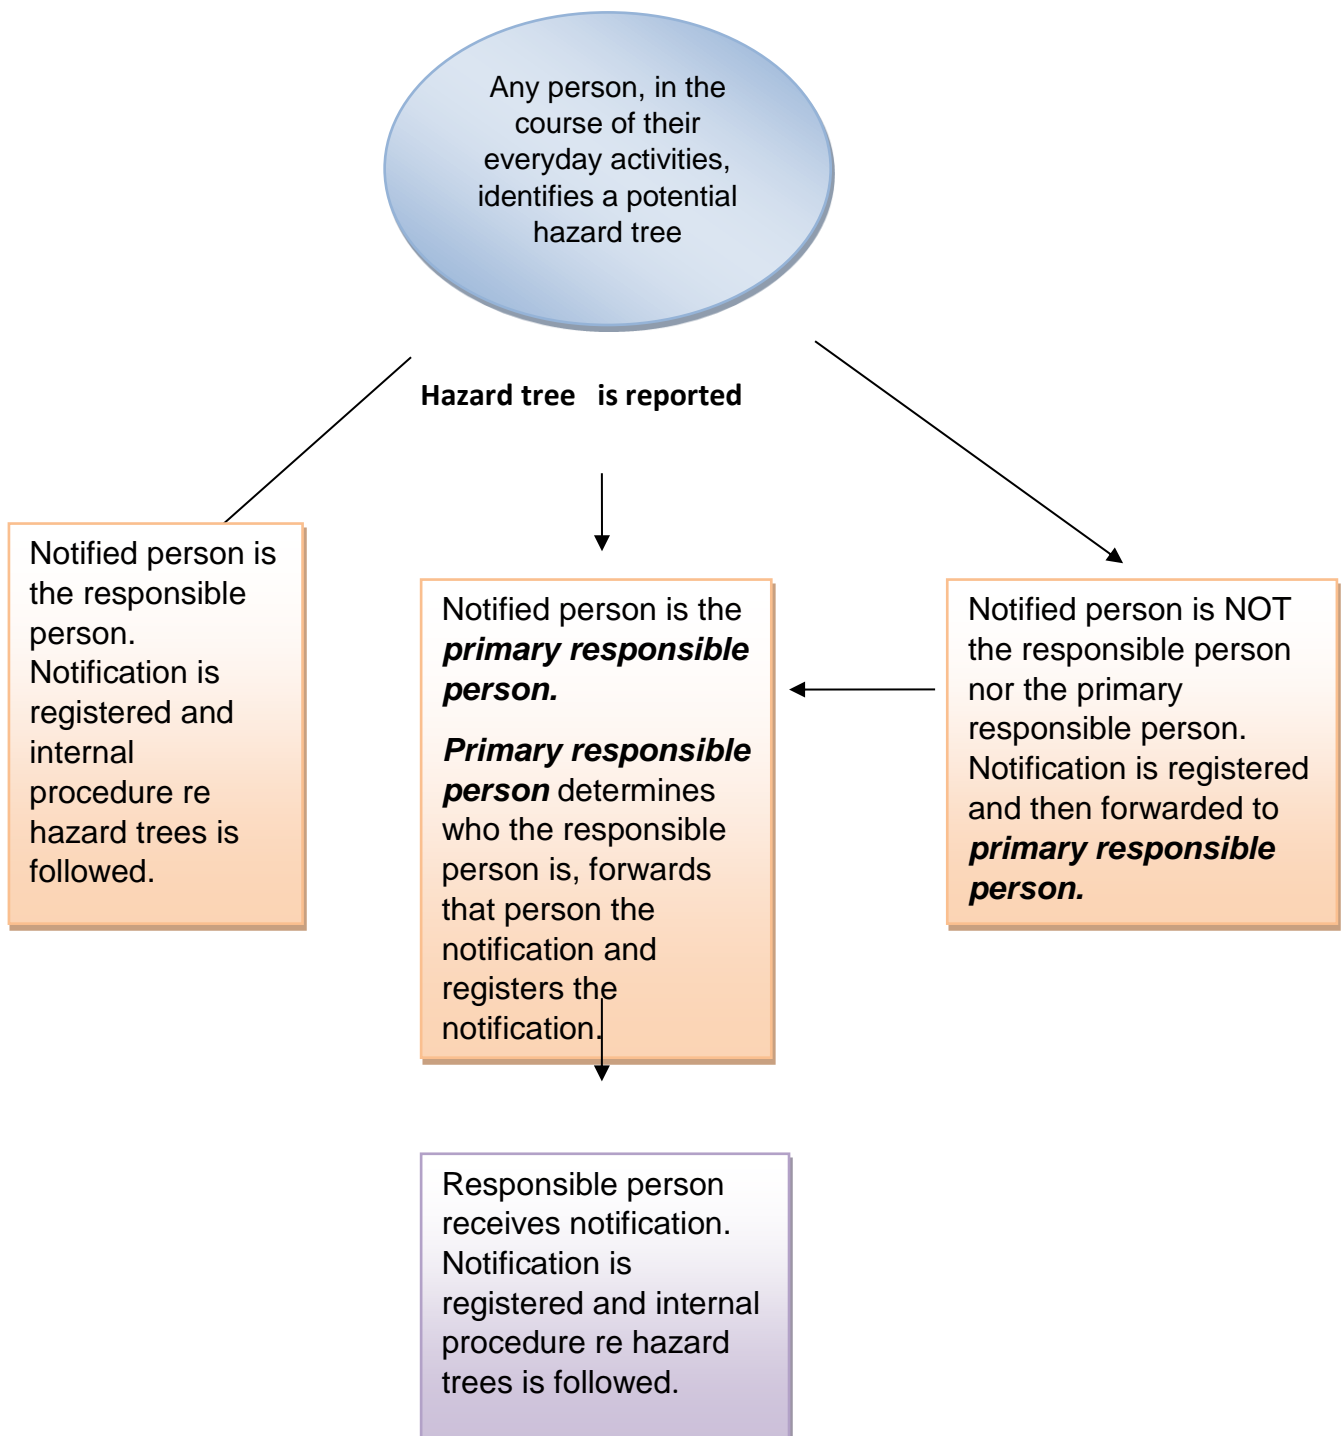 Any person, in the
course of their
everyday activities,
identifies a potential
hazard tree
Hazard tree is reported
Notified person is
the responsible
person.
Notification is
registered and
internal
procedure re
hazard trees is
followed.
Notified person is the
primary responsible
person.
Primary responsible
person determines
who the responsible
person is, forwards
that person the
notification and
registers the
notification.
Notified person is NOT
the responsible person
nor the primary
responsible person.
Notification is registered
and then forwarded to
primary responsible
person.
Responsible person
receives notification.
Notification is
registered and internal
procedure re hazard
trees is followed.